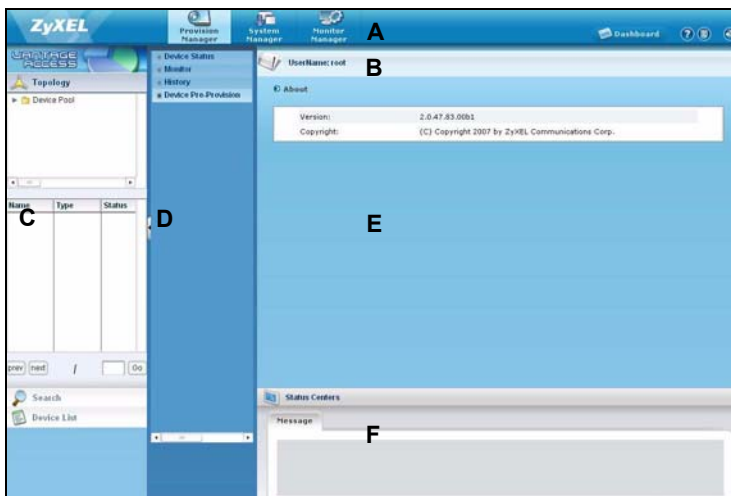 ZyXEL
Provision Manager
System Manager
Monitor Manager
A
Dashboard
VANTAGE ACCESS
Topology
Device Pool
Device Status
Monitor
History
Device Pre-Provision
UserName: root
B
About
Version: 2.0.47.83.00b1
Copyright: (C) Copyright 2007 by ZyXEL Communications Corp.
Name Type Status
C
D
E
prev next / Go
Search
Device List
Status Centers
Message
F